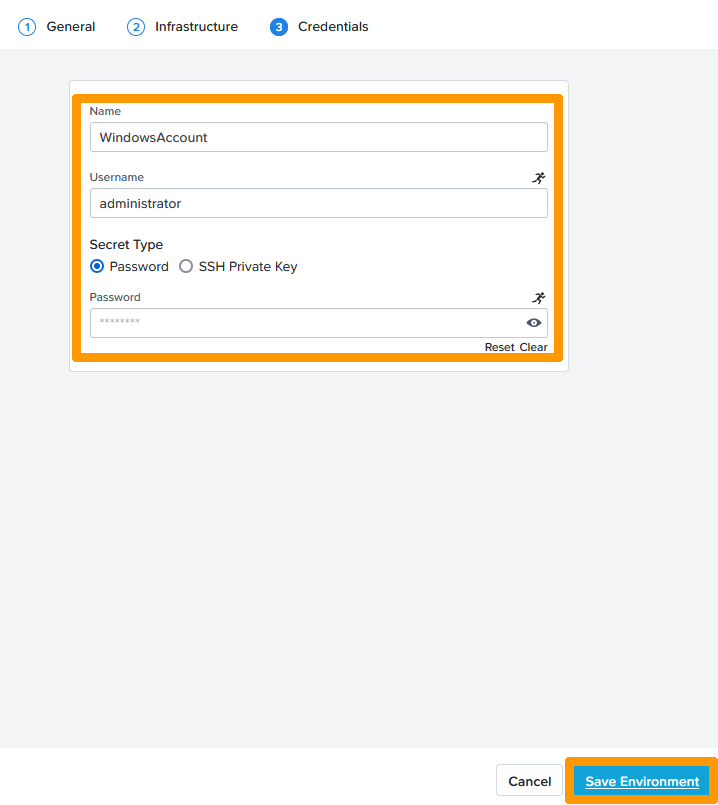 1 General 2 Infrastructure 3 Credentials
Name
WindowsAccount
Username
administrator
Secret Type
Password SSH Private Key
Password
********
Reset Clear
Cancel Save Environment